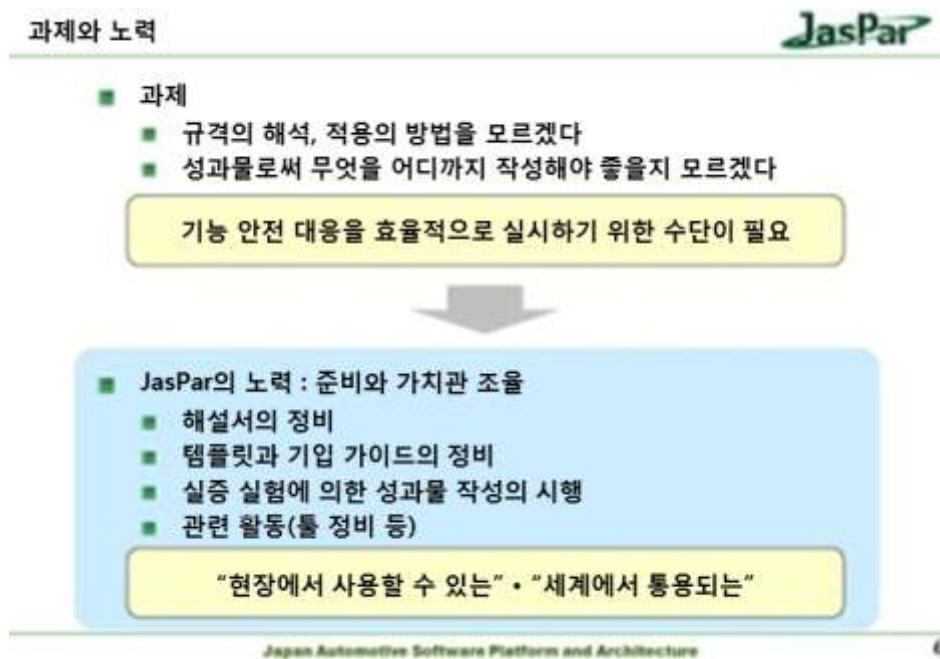 과제와 노력
JasPar
과제
규격의 해석, 적용의 방법을 모르겠다
성과물로써 무엇을 어디까지 작성해야 좋을지 모르겠다
기능 안전 대응을 효율적으로 실시하기 위한 수단이 필요
JasPar의 노력 : 준비와 가치관 조율
해설서의 정비
템플릿과 기입 가이드의 정비
실증 실험에 의한 성과물 작성의 시행
관련 활동(툴 정비 등)
“현장에서 사용할 수 있는” • “세계에서 통용되는”
Japan Automotive Software Platform and Architecture